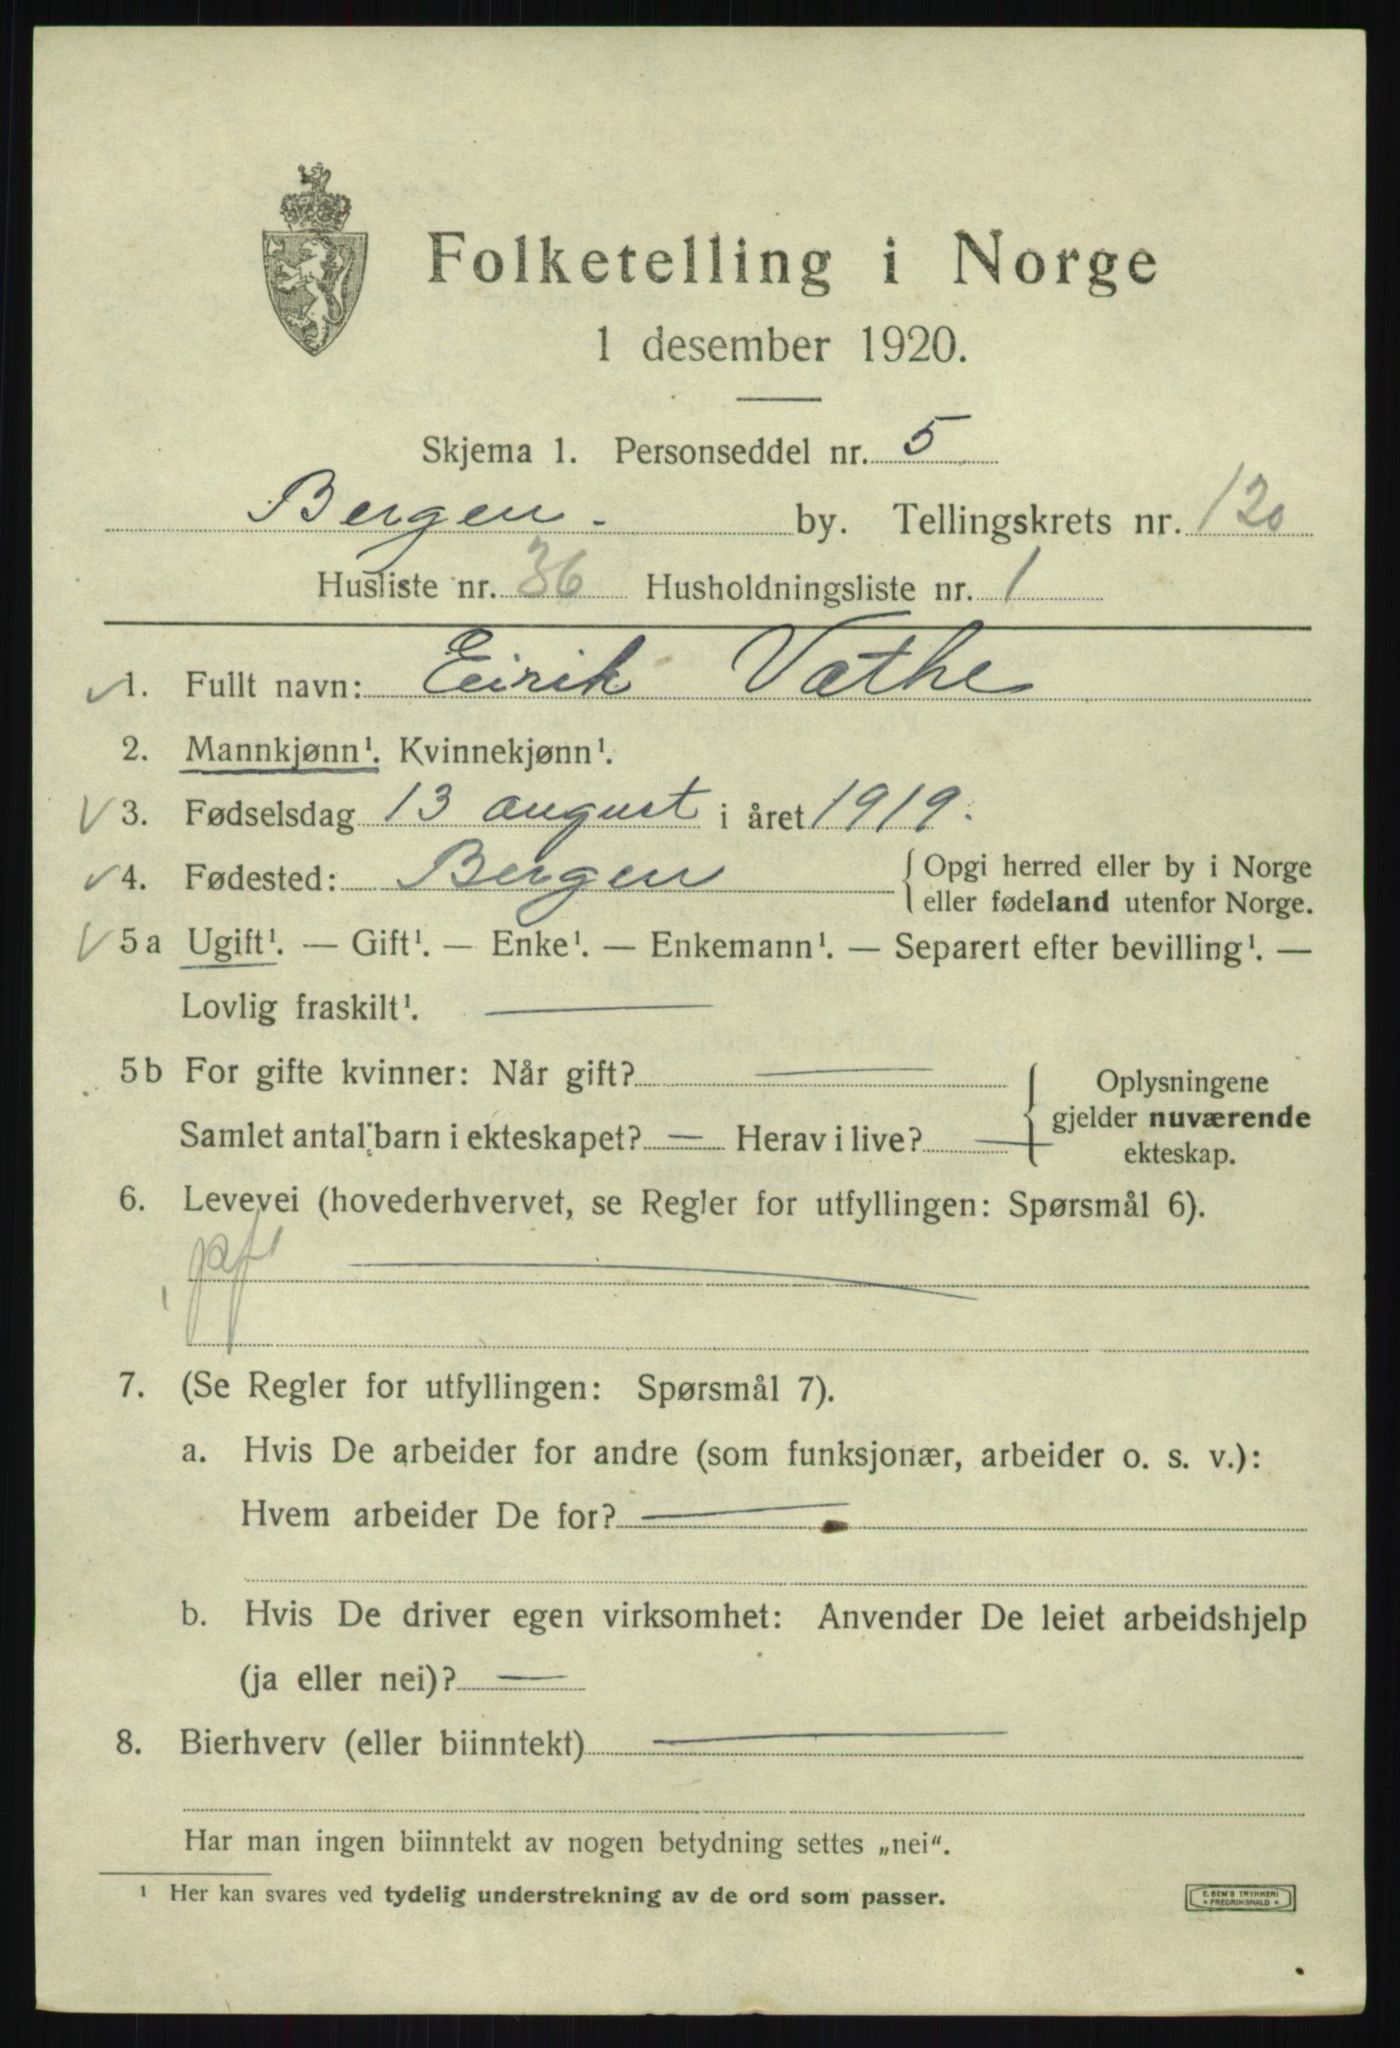 Folketelling i Norge
1 desember 1920.
Skjema 1. Personseddel nr. 5
Bergen. by. Tellingskrets nr. 120
Husliste nr. 36 Husholdningsliste nr. 1
1. Fullt navn: Eirik Vathe
2. Mannkjønn¹. Kvinnekjønn¹.
3. Fødselsdag 13 august i året 1919.
4. Fødested: Bergen { Opgi herred eller by i Norge
eller fødeland utenfor Norge.
5 a Ugift¹. — Gift¹. — Enke¹. — Enkemann¹. — Separert efter bevilling¹. —
Lovlig fraskilt¹. —
5 b For gifte kvinner: Når gift? —
Samlet antal barn i ekteskapet? — Herav i live? — { Oplysningene
gjelder nuværende
ekteskap.
6. Levevei (hovederhvervet, se Regler for utfyllingen: Spørsmål 6).
—
7. (Se Regler for utfyllingen: Spørsmål 7).
a. Hvis De arbeider for andre (som funksjonær, arbeider o. s. v.):
Hvem arbeider De for? —
b. Hvis De driver egen virksomhet: Anvender De leiet arbeidshjelp
(ja eller nei)? —
8. Bierhverv (eller biinntekt) —
Har man ingen biinntekt av nogen betydning settes „nei“.
¹ Her kan svares ved tydelig understrekning av de ord som passer.
E. SEM'S TRYKKERI
FREDRIKSHALD